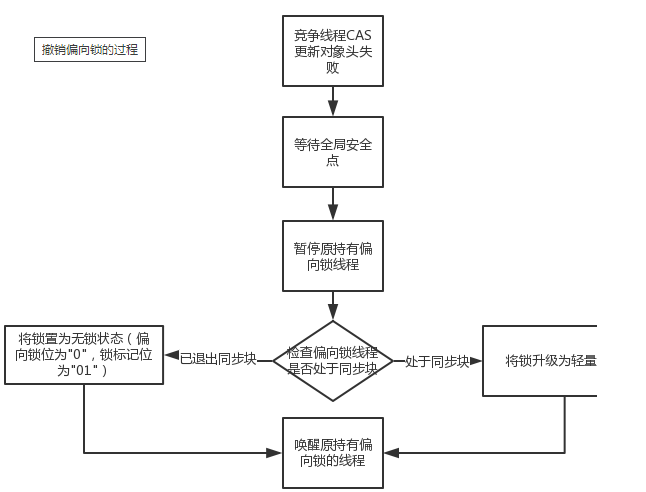 撤销偏向锁的过程
竞争线程CAS
更新对象头失
败
等待全局安全
点
暂停原持有偏
向锁线程
检查偏向锁线程
是否处于同步块
已退出同步块
处于同步块
将锁置为无锁状态（偏
向锁位为"0"，锁标记位
为"01"）
将锁升级为轻量
唤醒原持有偏
向锁的线程